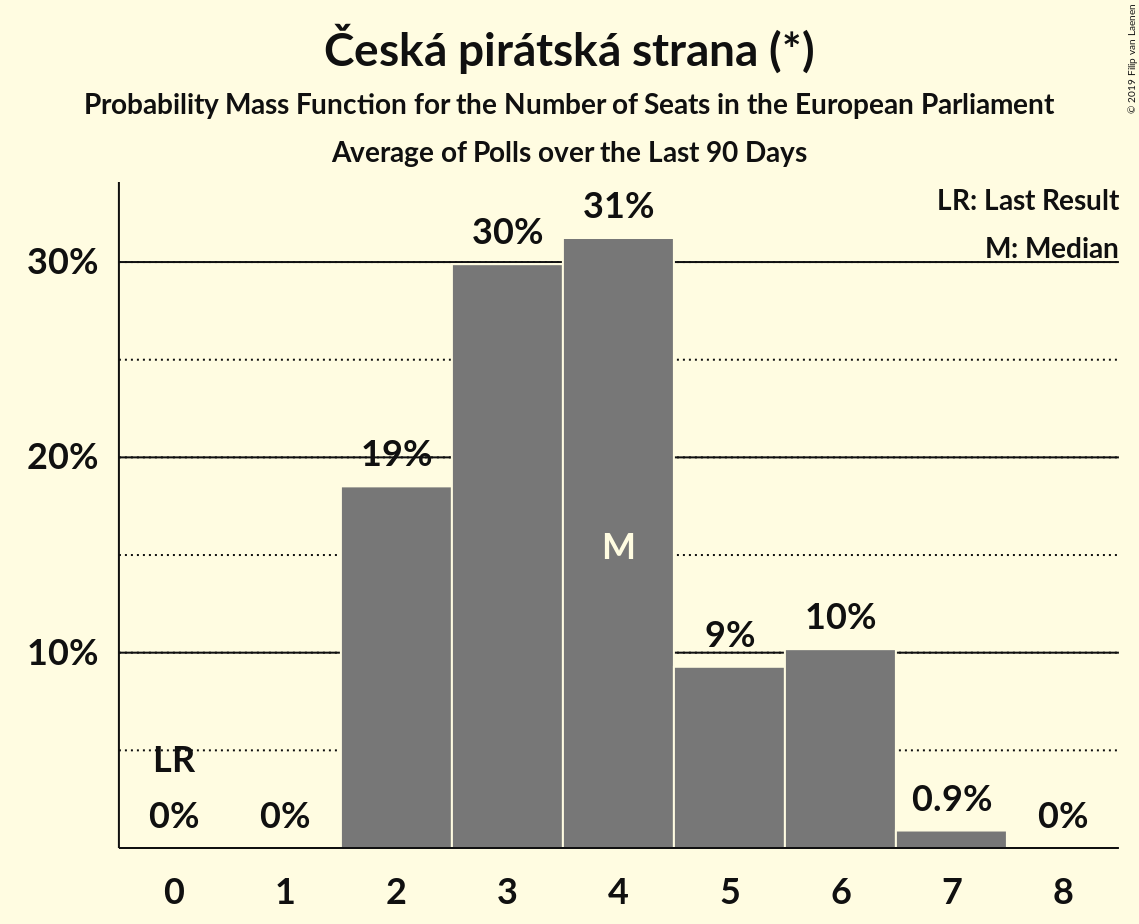 Česká pirátská strana (*)
Probability Mass Function for the Number of Seats in the European Parliament
Average of Polls over the Last 90 Days
© 2019 Filip van Laenen
LR: Last Result
M: Median
30%
20%
10%
LR
0%
0%
19%
30%
31%
M
9%
10%
0.9%
0%
0 1 2 3 4 5 6 7 8